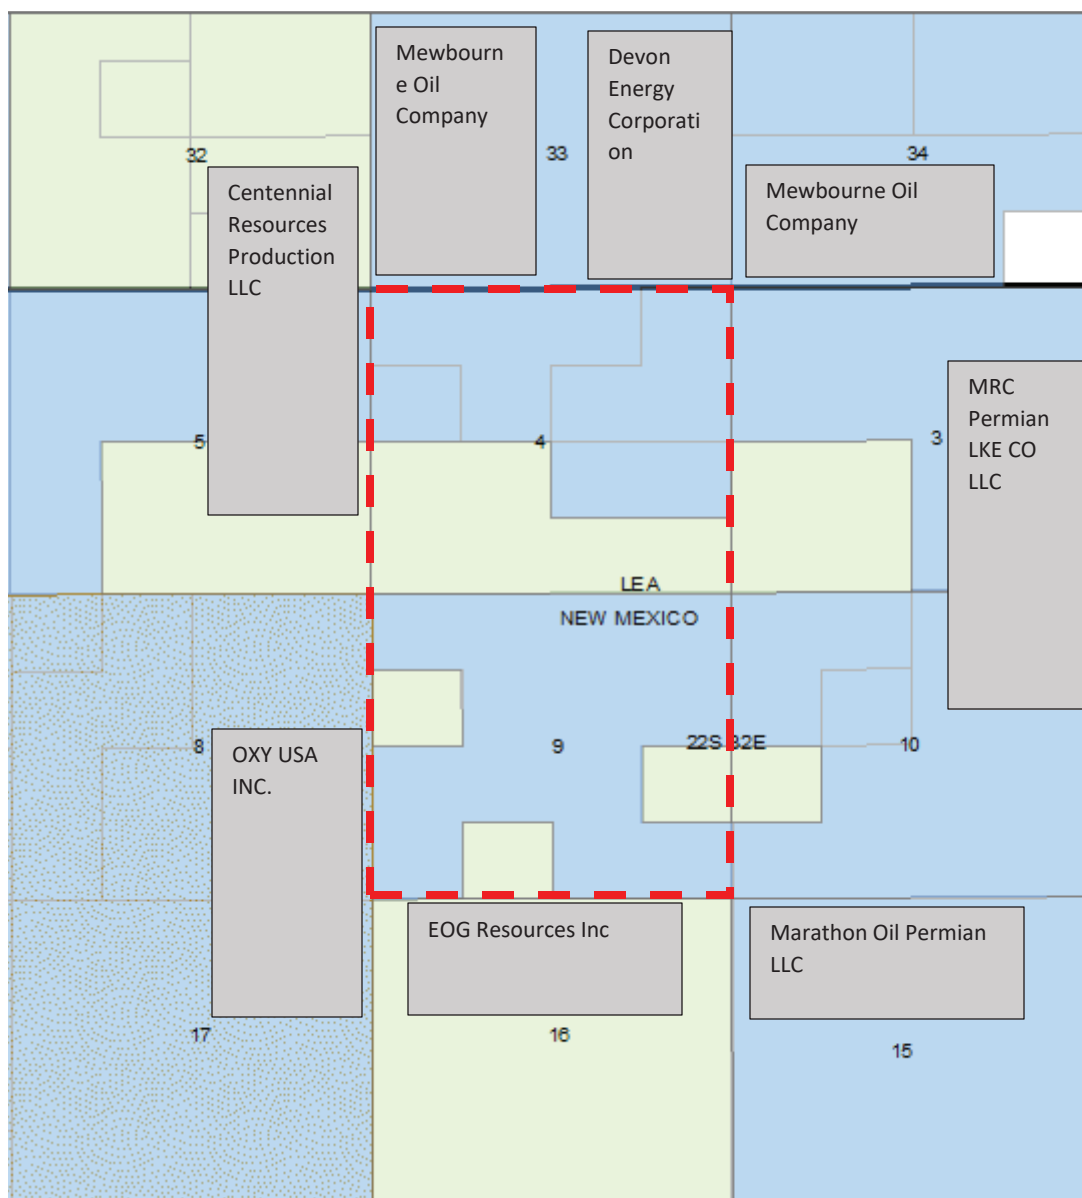 Mewbourn
e Oil
Company
Devon
Energy
Corporati
on
32
33
34
Centennial
Resources
Production
LLC
Mewbourne Oil
Company
MRC
Permian
LKE CO
LLC
5
4
3
LEA
NEW MEXICO
8
OXY USA
INC.
9
22S 32E
10
EOG Resources Inc
Marathon Oil Permian
LLC
17
16
15